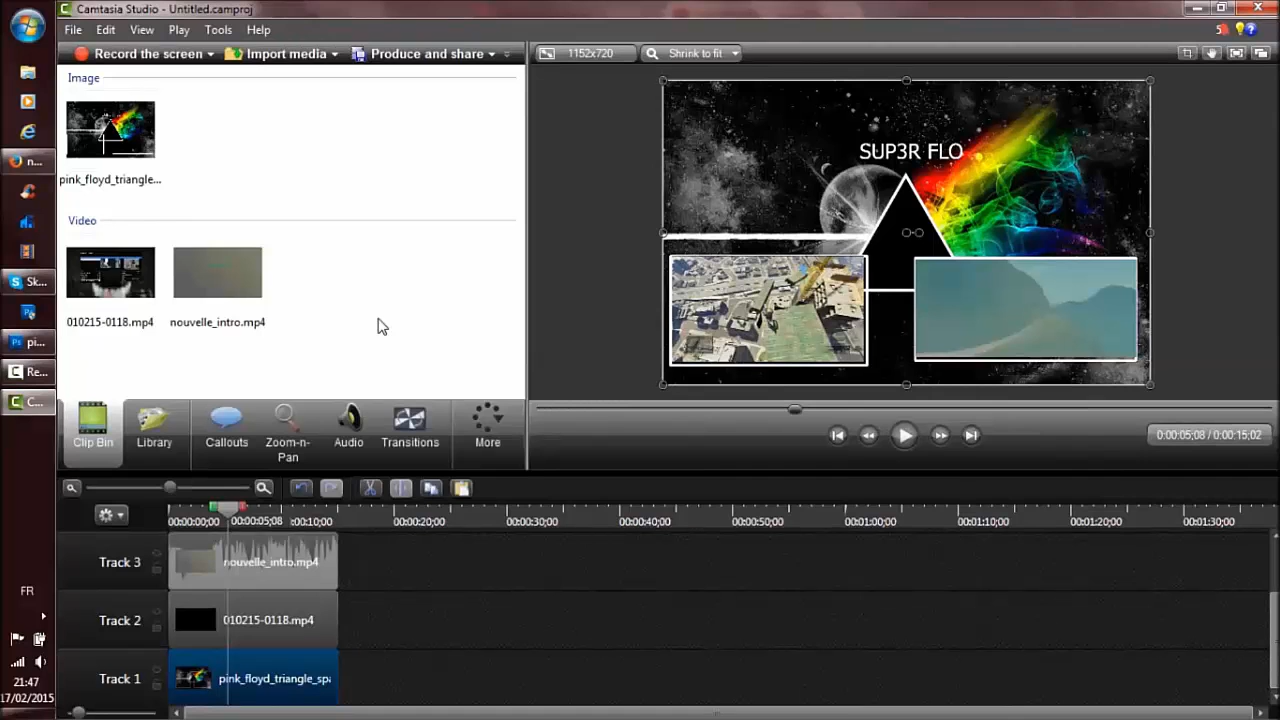 Camtasia Studio - Untitled.camproj
File Edit View Play Tools Help
5
Record the screen Import media Produce and share
1152x720 Shrink to fit
Image
pink_floyd_triangle...
Video
010215-0118.mp4 nouvelle_intro.mp4
SUP3R FLO
n...
Sk...
pi...
Re...
C...
Clip Bin Library Callouts Zoom-n-Pan Audio Transitions More
0:00:05;08 / 0:00:15;02
00:00:00;00 00:00:05;08 00:00:20;00 00:00:30;00 00:00:40;00 00:00:50;00 00:01:00;00 00:01:10;00 00:01:20;00 00:01:30;00
Track 3 nouvelle_intro.mp4
Track 2 010215-0118.mp4
Track 1 pink_floyd_triangle_spa
FR
21:47
17/02/2015